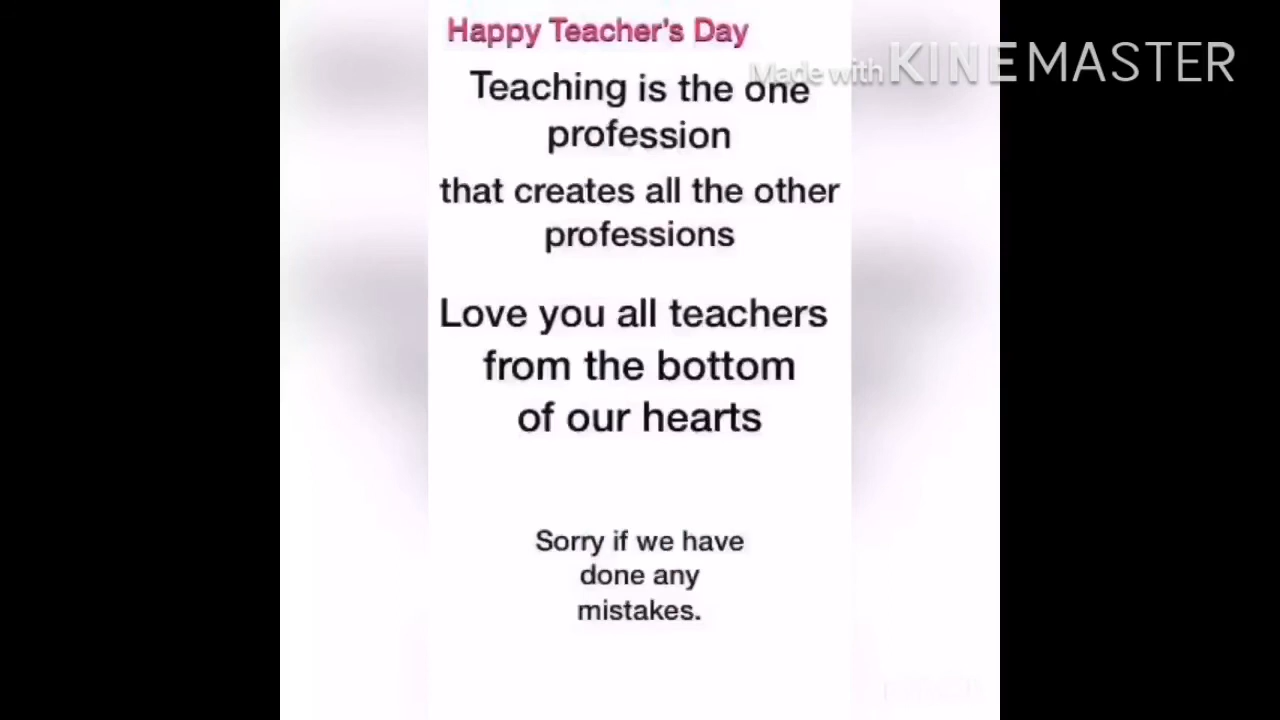 Happy Teacher's Day
Made with KINEMASTER
Teaching is the one
profession
that creates all the other
professions
Love you all teachers
from the bottom
of our hearts
Sorry if we have
done any
mistakes.